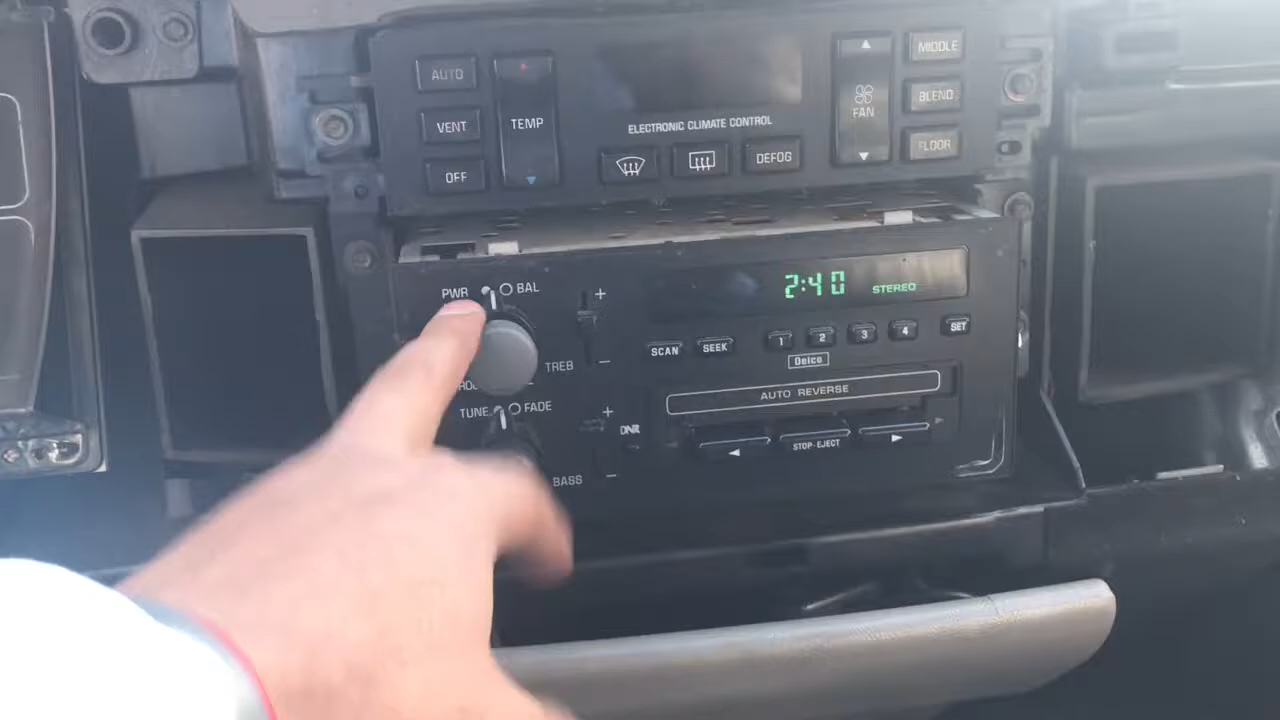 AUTO
MIDDLE
TEMP
FAN
BLEND
VENT
ELECTRONIC CLIMATE CONTROL
OFF
DEFOG
FLOOR
PWR
BAL
+
2:40
STEREO
SCAN
SEEK
1
2
3
4
SET
TREB
−
Delco
AUTO REVERSE
TUNE
FADE
+
DNR
STOP·EJECT
BASS
−